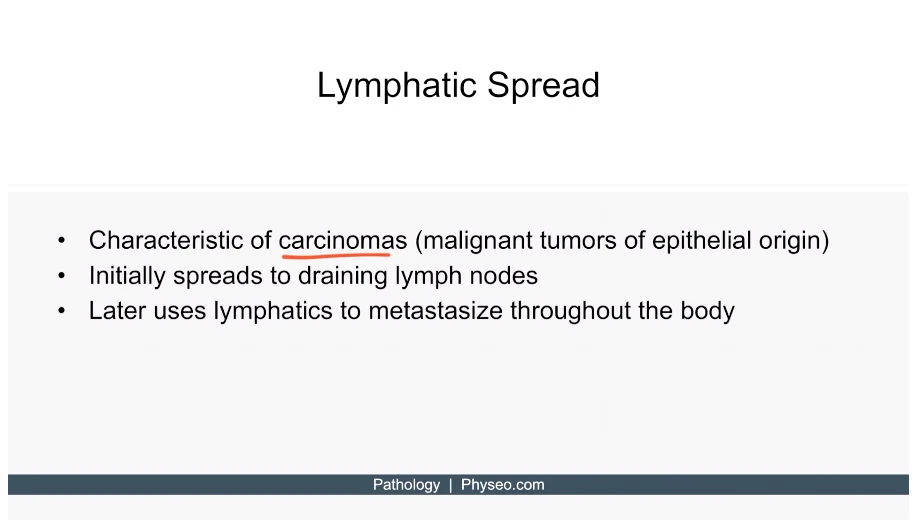 Lymphatic Spread
• Characteristic of carcinomas (malignant tumors of epithelial origin)
• Initially spreads to draining lymph nodes
• Later uses lymphatics to metastasize throughout the body
Pathology | Physeo.com